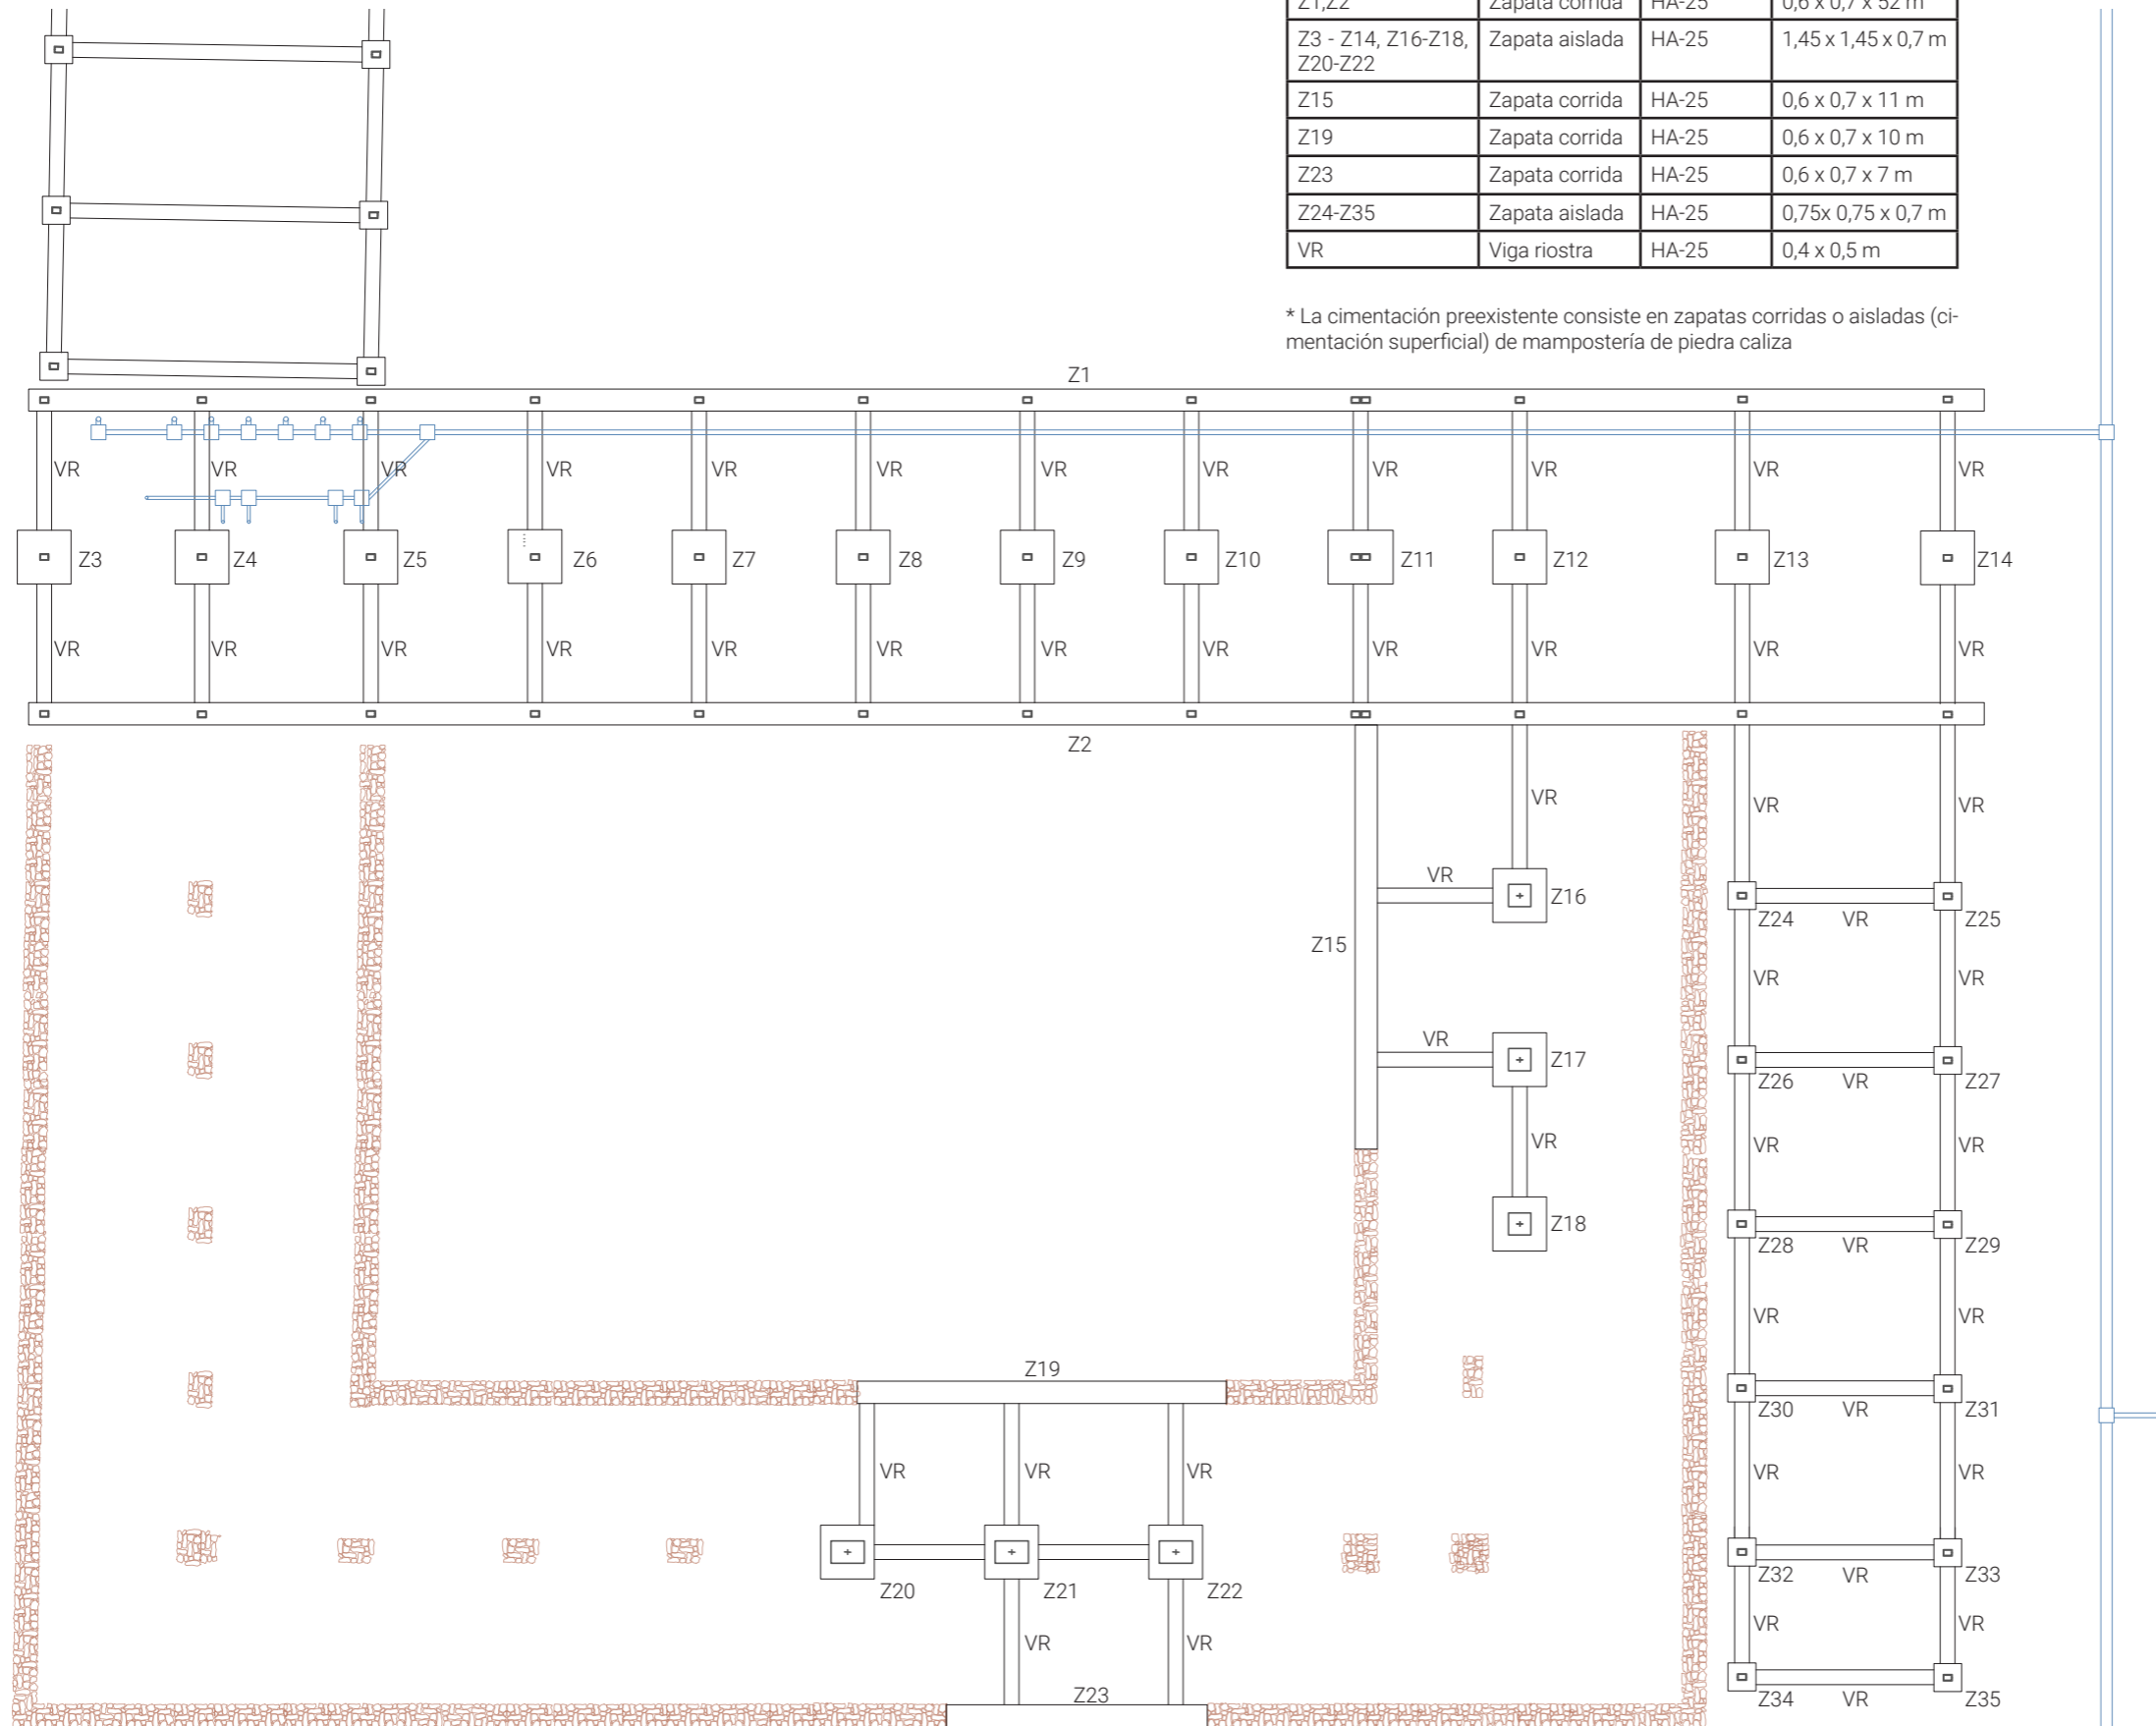 Z1,Z2 Zapata corrida HA-25 0,6 x 0,7 x 52 m
Z3 - Z14, Z16-Z18, Zapata aislada HA-25 1,45 x 1,45 x 0,7 m
Z20-Z22
Z15 Zapata corrida HA-25 0,6 x 0,7 x 11 m
Z19 Zapata corrida HA-25 0,6 x 0,7 x 10 m
Z23 Zapata corrida HA-25 0,6 x 0,7 x 7 m
Z24-Z35 Zapata aislada HA-25 0,75x 0,75 x 0,7 m
VR Viga riostra HA-25 0,4 x 0,5 m
* La cimentación preexistente consiste en zapatas corridas o aisladas (ci-
mentación superficial) de mampostería de piedra caliza
Z1
VR VR VR VR VR VR VR VR VR VR VR VR
Z3 Z4 Z5 Z6 Z7 Z8 Z9 Z10 Z11 Z12 Z13 Z14
VR VR VR VR VR VR VR VR VR VR VR VR
Z2
VR VR VR
VR
Z16
Z24 VR Z25
Z15
VR VR
VR
Z17
Z26 VR Z27
VR VR VR
Z18
Z28 VR Z29
VR VR
Z19
Z30 VR Z31
VR VR VR VR VR
Z32 VR Z33
Z20 Z21 Z22
VR VR
VR VR
Z23
Z34 VR Z35